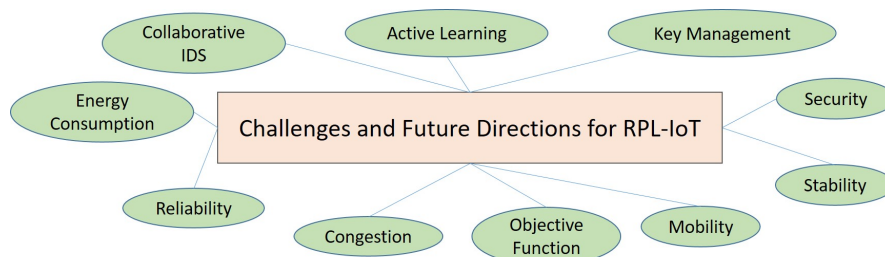 Collaborative
IDS
Active Learning
Key Management
Energy
Consumption
Challenges and Future Directions for RPL-IoT
Security
Stability
Reliability
Congestion
Objective
Function
Mobility